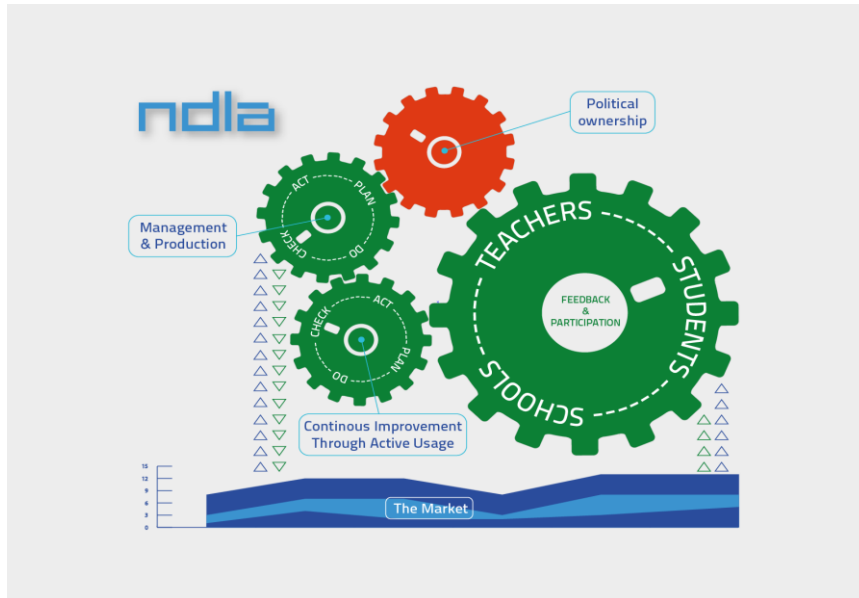 ndla
Political
ownership
ACT
PLAN
DO
CHECK
Management
& Production
TEACHERS
STUDENTS
SCHOOLS
FEEDBACK
&
PARTICIPATION
CHECK
ACT
PLAN
DO
Continous Improvement
Through Active Usage
15
12
9
6
3
0
The Market